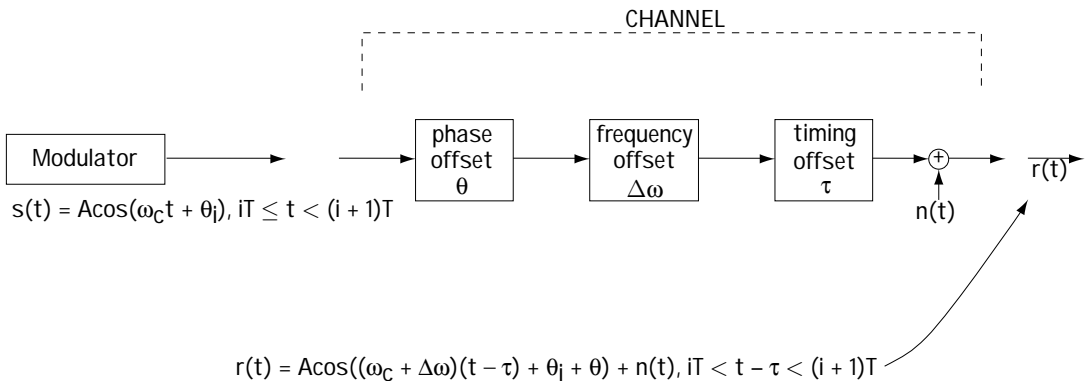 CHANNEL
Modulator
phase
offset
θ
frequency
offset
Δω
timing
offset
τ
+
r(t)
n(t)
s(t) = Acos(ω_c t + θ_i), iT ≤ t < (i + 1)T
r(t) = Acos((ω_c + Δω)(t – τ) + θ_i + θ) + n(t), iT < t – τ < (i + 1)T